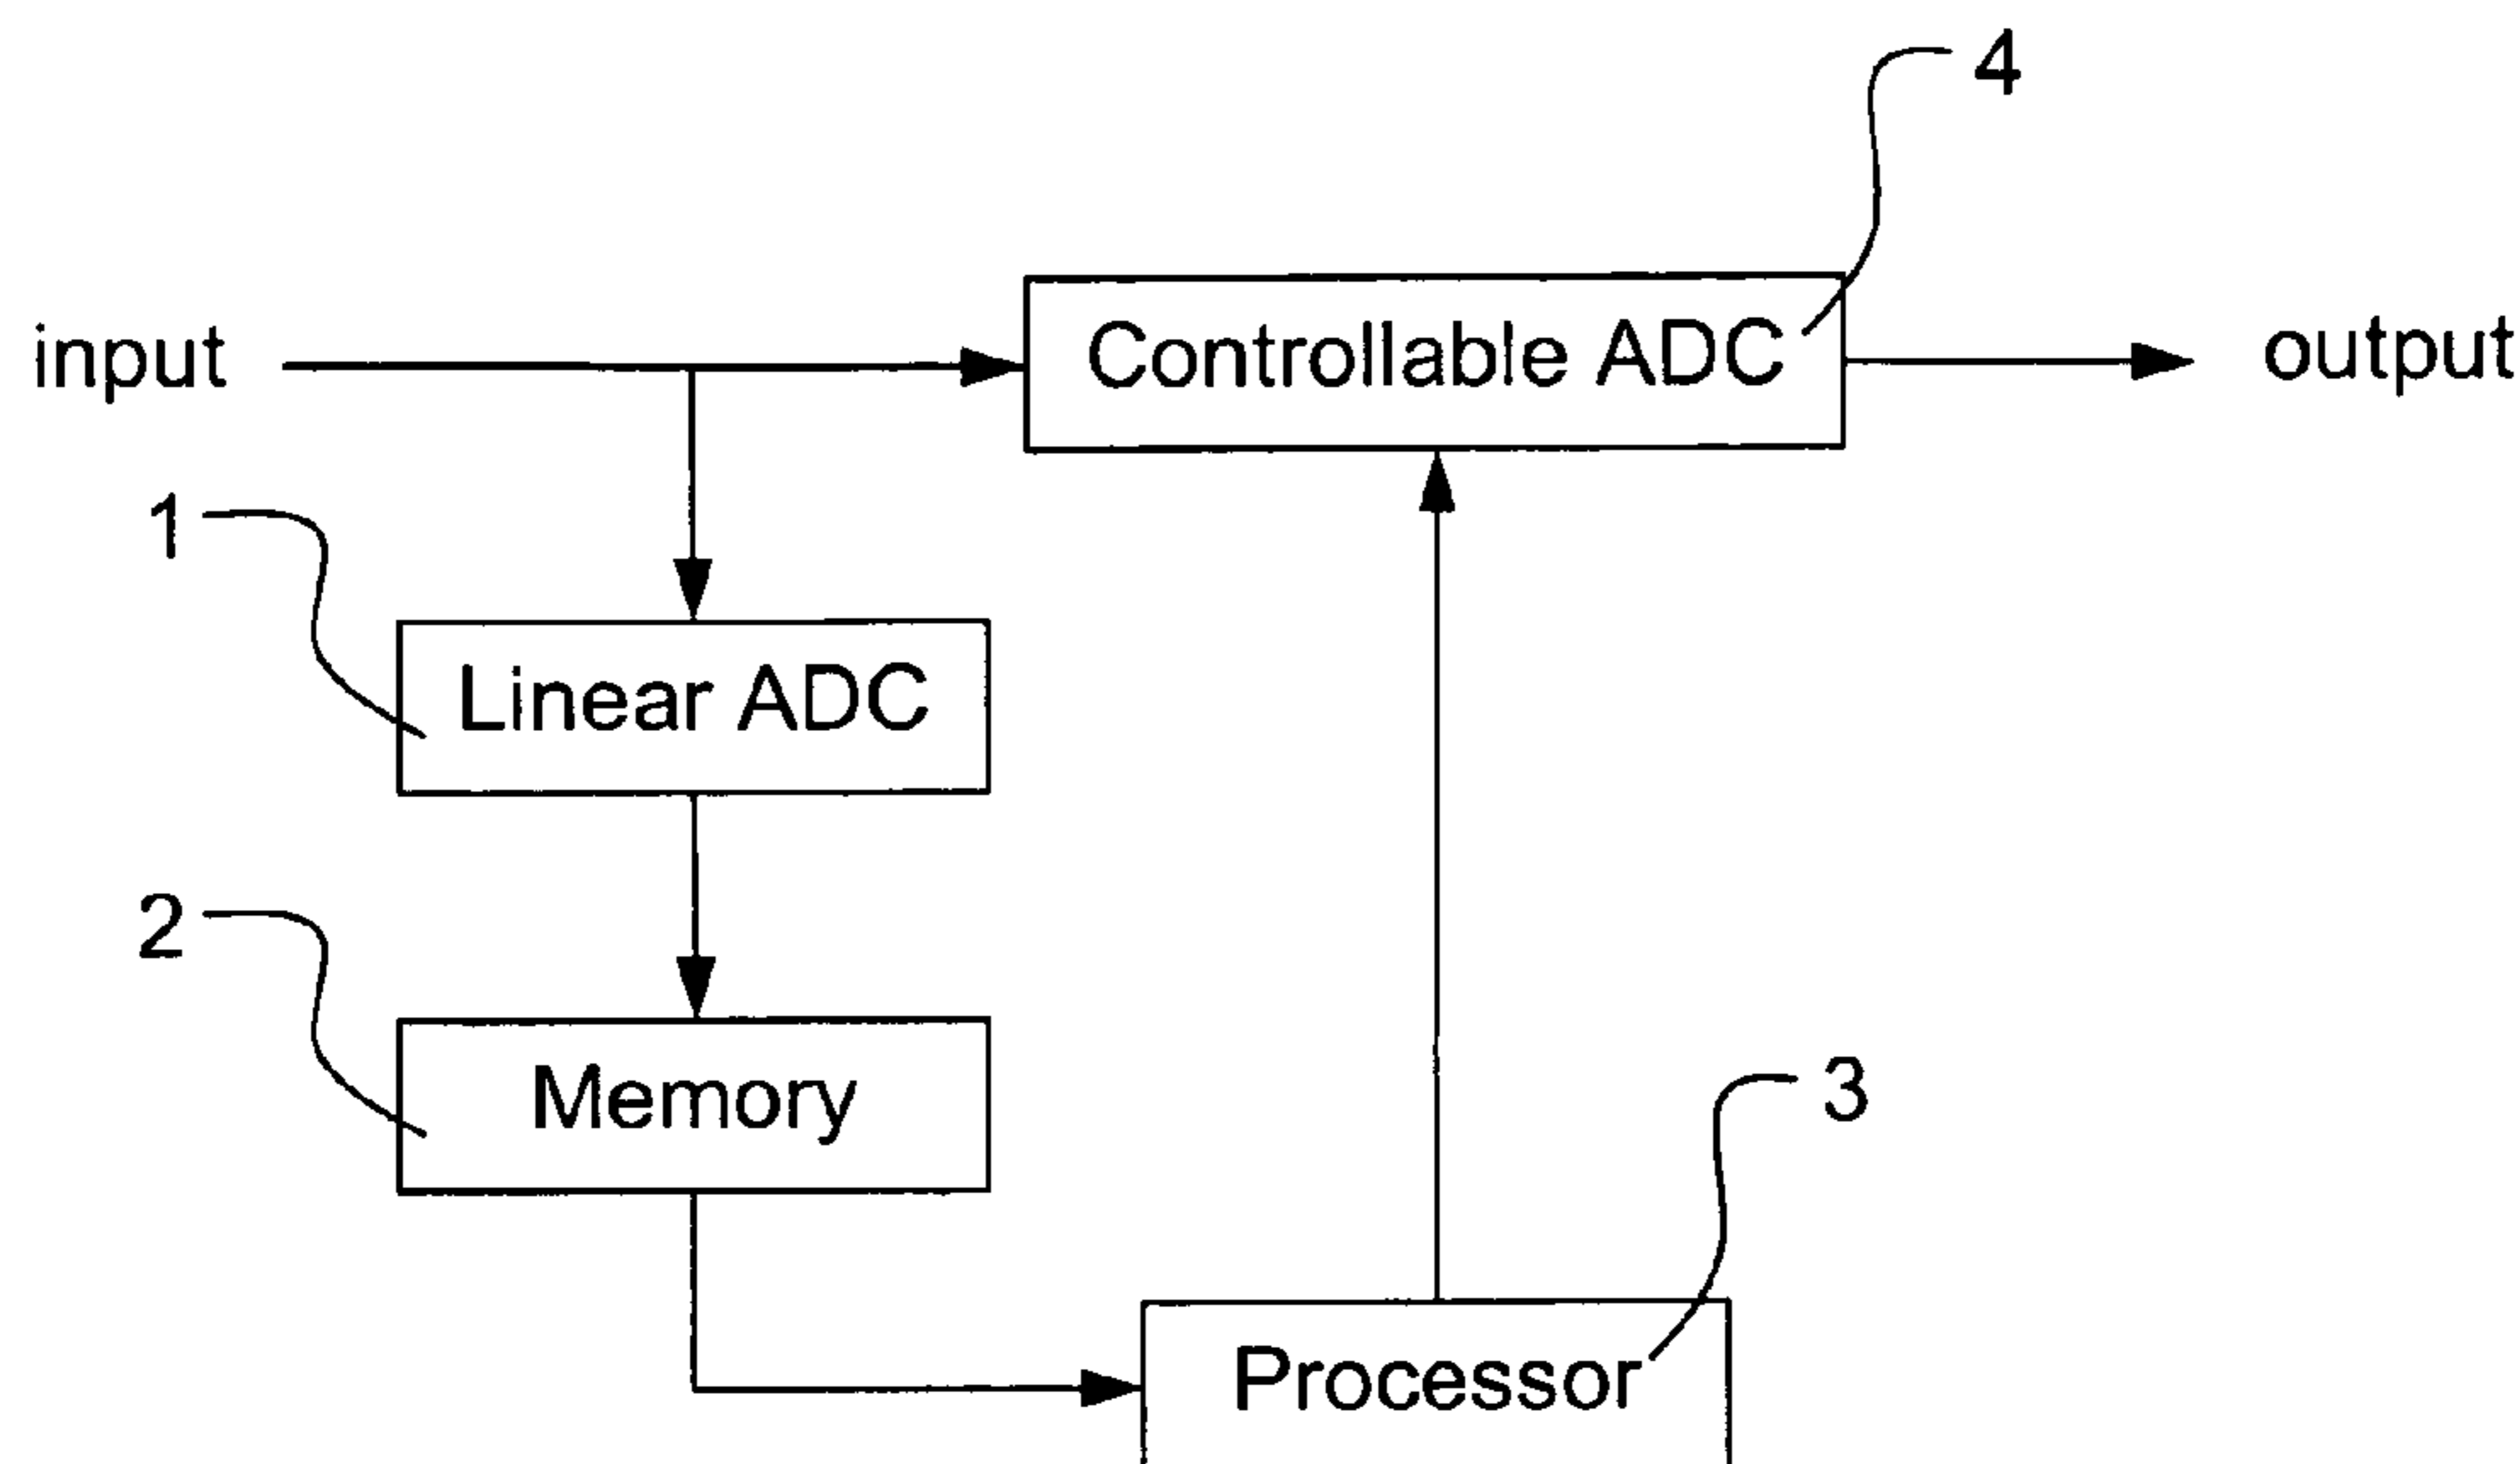 4
input
Controllable ADC
output
1
Linear ADC
2
Memory
3
Processor